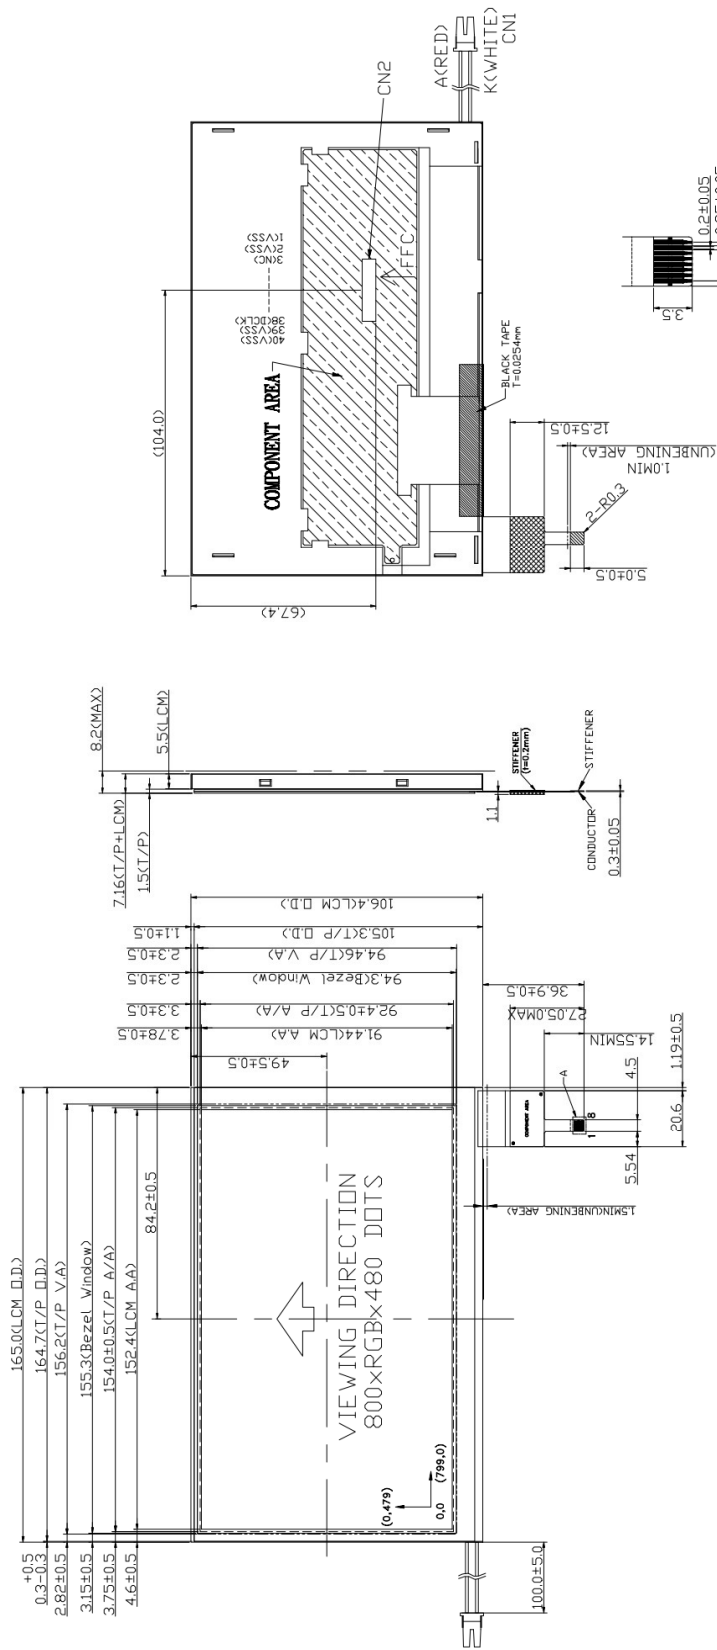 165.0(LCM O.D.)
164.7(T/P O.D.)
156.2(T/P V.A)
155.3(Bezel Window)
154.0±0.5(T/P A/A)
152.4(LCM A.A)
84.2±0.5
+0.5
0.3-0.3
2.82±0.5
3.15±0.5
3.75±0.5
4.6±0.5
100.0±5.0
VIEWING DIRECTION
800xRGBx480 DOTS
(0,479)
0,0
(799,0)
106.4(LCM O.D.)
105.3(T/P O.D.)
94.46(T/P V.A)
94.3(Bezel Window)
92.4±0.5(T/P A/A)
91.44(LCM A.A)
49.5±0.5
1.1±0.5
2.3±0.5
2.3±0.5
3.3±0.5
3.78±0.5
36.9±0.5
27.05.0MAX
14.55MIN
COMPONENT AREA
A
1
8
4.5
1.19±0.5
20.6
5.54
1.5MIN(UNBENING AREA)
8.2(MAX)
5.5(LCM)
7.16(T/P+LCM)
1.5(T/P)
1.1
STIFFENER
(t=0.2mm)
STIFFENER
CONDUCTOR
0.3±0.05
(104.0)
(67.4)
COMPONENT AREA
40(VSS)
39(VSS)
38(DCLK)
3(NC)
2(VSS)
1(VSS)
FFC
CN2
A(RED)
K(WHITE)
CN1
BLACK TAPE
T=0.0254mm
12.5±0.5
1.0MIN
(UNBENING AREA)
2-R0.3
5.0±0.5
3.5
0.2±0.05